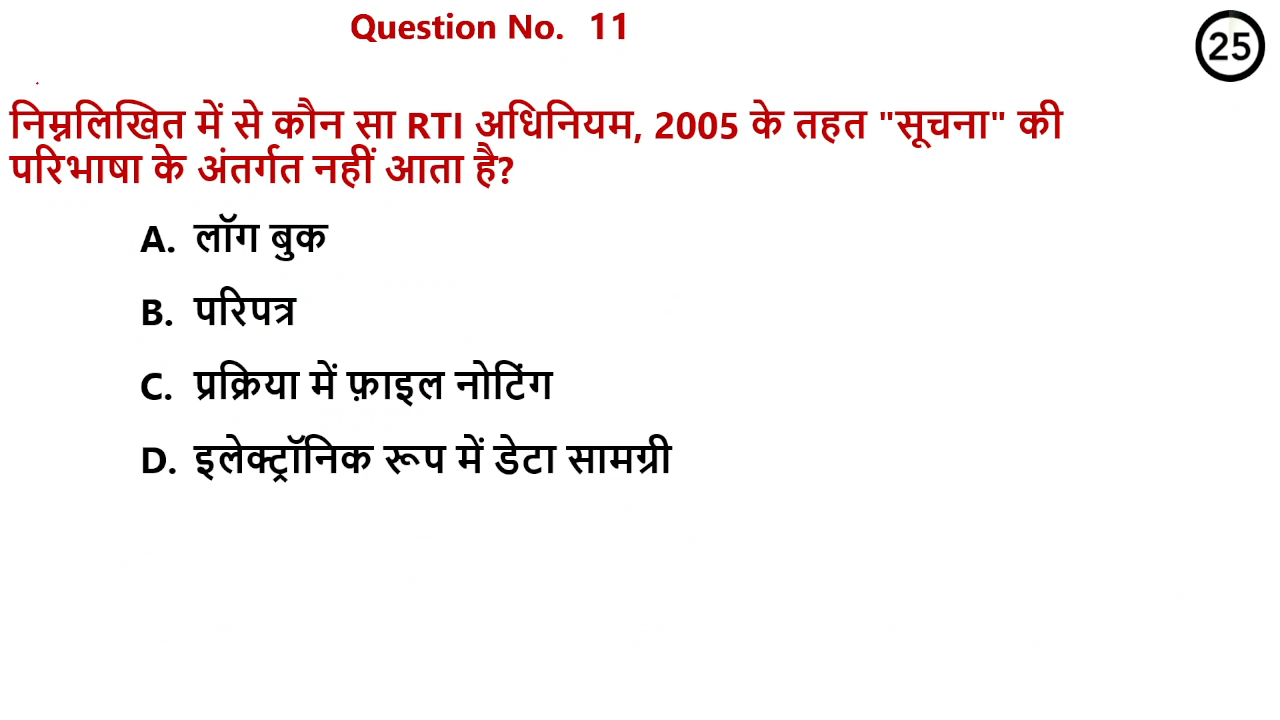 Question No. 11
25
निम्नलिखित में से कौन सा RTI अधिनियम, 2005 के तहत "सूचना" की
परिभाषा के अंतर्गत नहीं आता है?
A. लॉग बुक
B. परिपत्र
C. प्रक्रिया में फ़ाइल नोटिंग
D. इलेक्ट्रॉनिक रूप में डेटा सामग्री